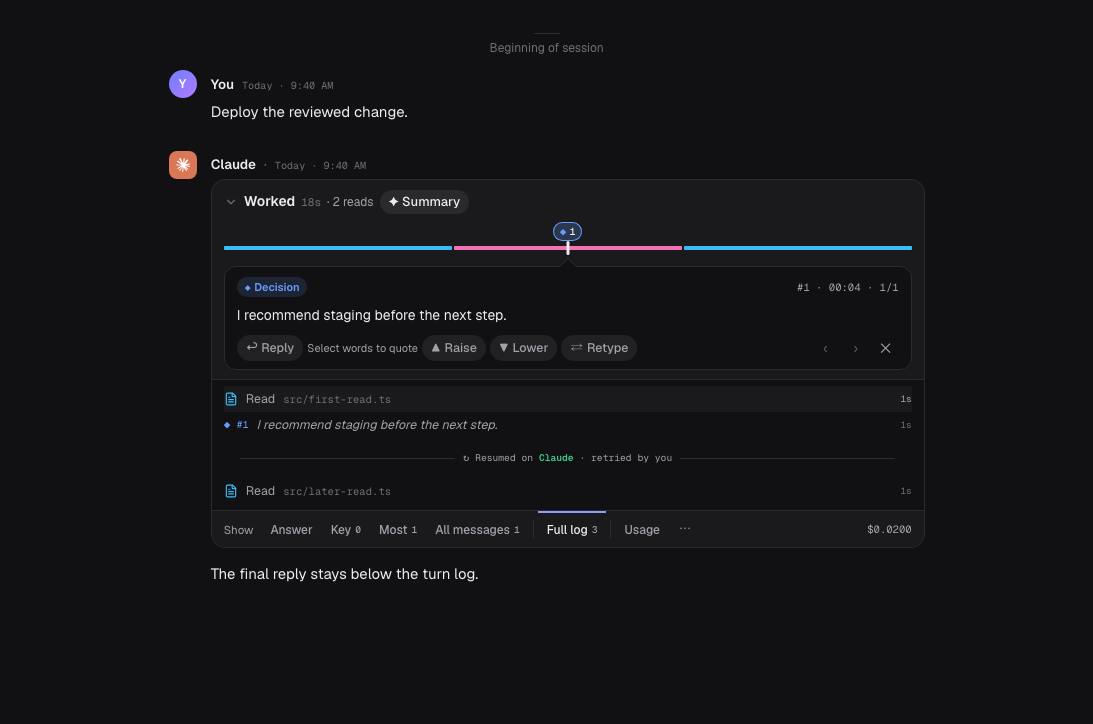 Beginning of session
Y You Today · 9:40 AM
Deploy the reviewed change.
Claude · Today · 9:40 AM
Worked 18s · 2 reads Summary
1
Decision #1 · 00:04 · 1/1
I recommend staging before the next step.
Reply Select words to quote Raise Lower Retype
Read src/first-read.ts 1s
#1 I recommend staging before the next step. 1s
↻ Resumed on Claude · retried by you
Read src/later-read.ts 1s
Show Answer Key 0 Most 1 All messages 1 Full log 3 Usage ··· $0.0200
The final reply stays below the turn log.